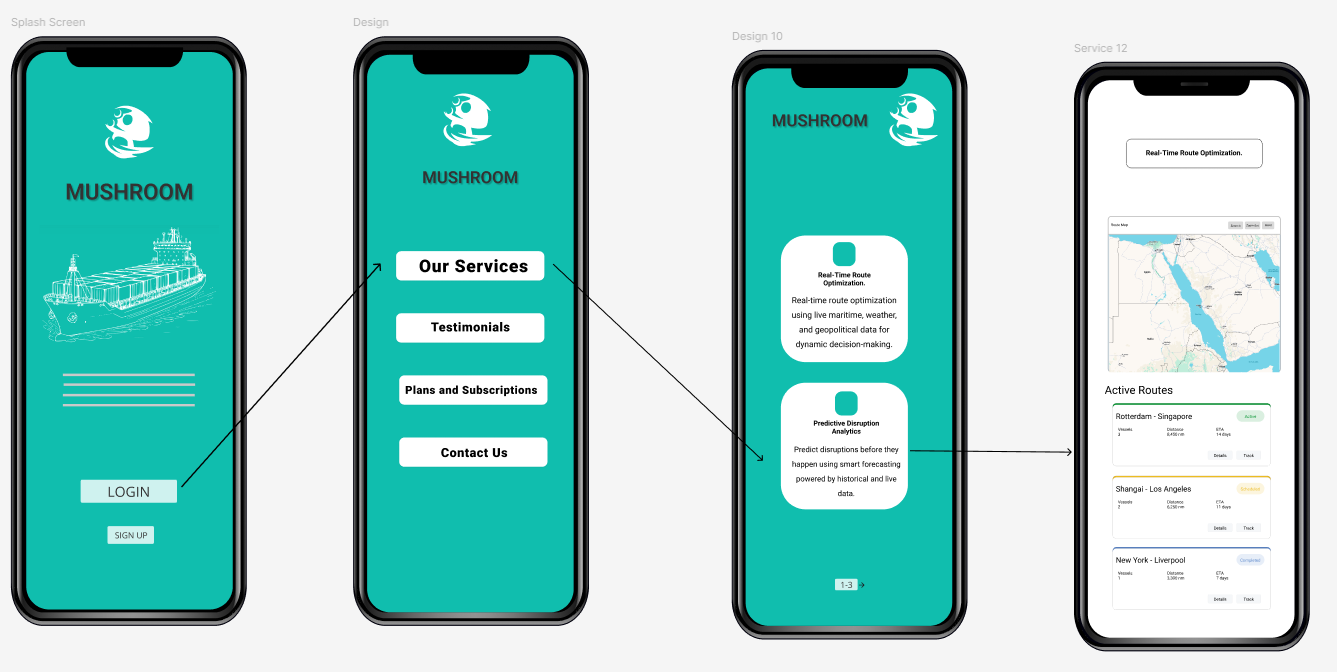 Splash Screen
MUSHROOM
LOGIN
SIGN UP
Design
MUSHROOM
Our Services
Testimonials
Plans and Subscriptions
Contact Us
Design 10
MUSHROOM
Real-Time Route
Optimization.
Real-time route optimization
using live maritime, weather,
and geopolitical data for
dynamic decision-making.
Predictive Disruption
Analytics
Predict disruptions before they
happen using smart forecasting
powered by historical and live
data.
1-3
Service 12
Real-Time Route Optimization.
Route Map
Active Routes
Rotterdam - Singapore
Active
Vessels
Distance
ETA
3
8,450 nm
14 days
Details
Track
Shangai - Los Angeles
Vessels
Distance
ETA
2
6,250 nm
11 days
Details
Track
New York - Liverpool
Completed
Vessels
Distance
ETA
1
3,300 nm
7 days
Details
Track